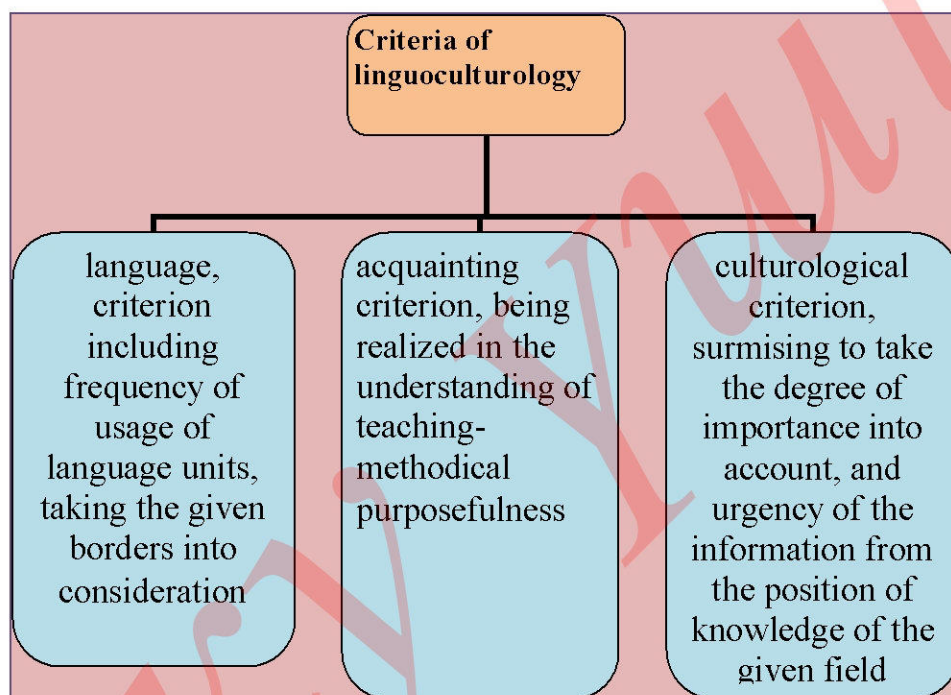 Criteria of
linguoculturology
language,
criterion
including
frequency of
usage of
language units,
taking the given
borders into
consideration
acquainting
criterion, being
realized in the
understanding of
teaching-
methodical
purposefulness
culturological
criterion,
surmising to take
the degree of
importance into
account, and
urgency of the
information from
the position of
knowledge of the
given field